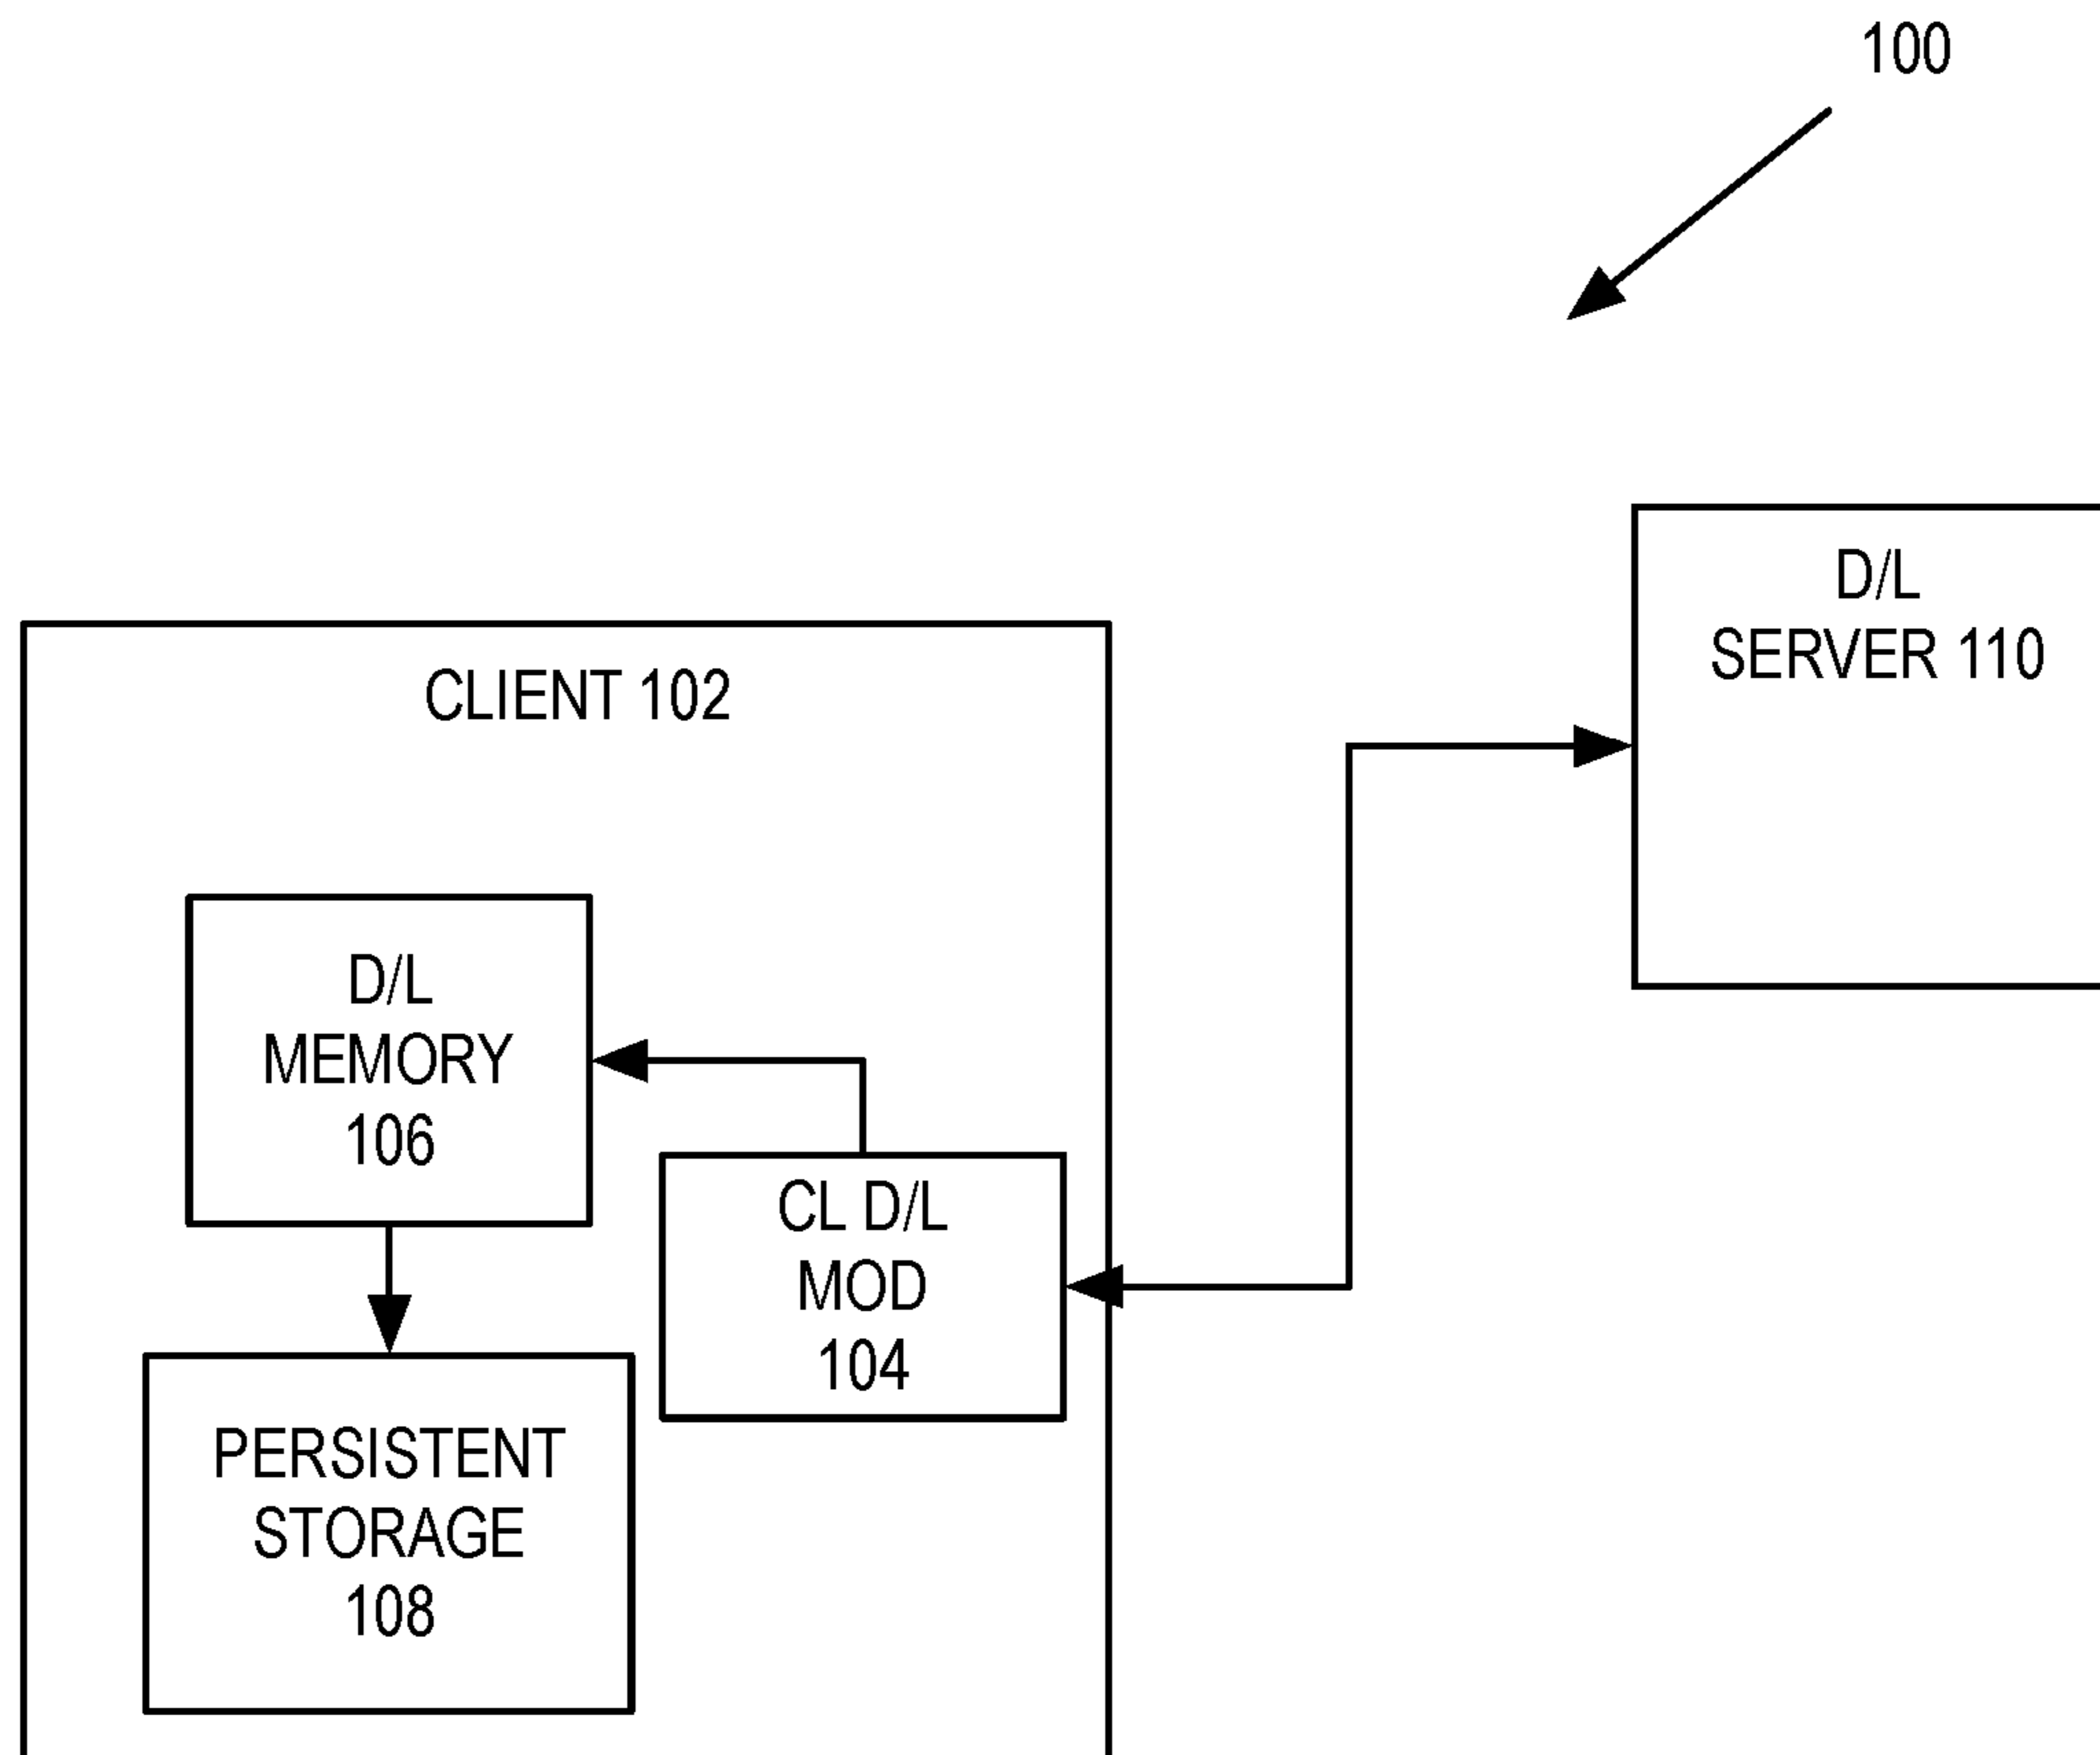 100
D/L
SERVER 110
CLIENT 102
D/L
MEMORY
106
CL D/L
MOD
104
PERSISTENT
STORAGE
108